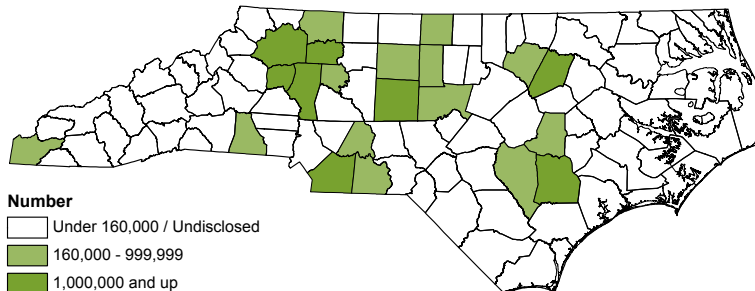 Number
Under 160,000 / Undisclosed
160,000 - 999,999
1,000,000 and up